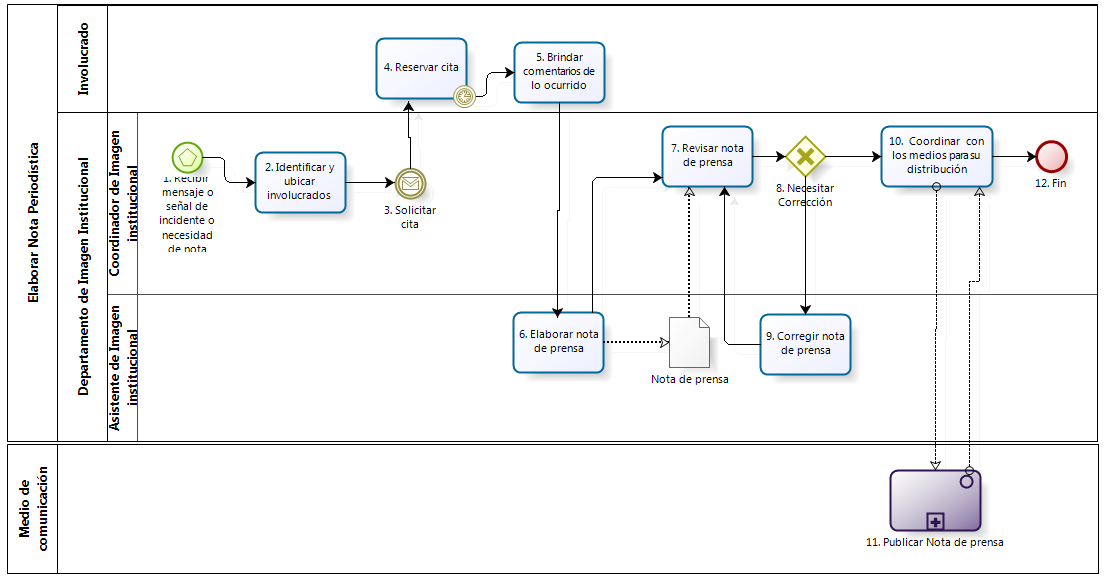 Elaborar Nota Periodística
Involucrado
4. Reservar cita
5. Brindar
comentarios de
lo ocurrido
Departamento de Imagen Institucional
Coordinador de Imagen
institucional
1. Recibir
mensaje o
señal de
incidente o
necesidad
de nota
2. Identificar y
ubicar
involucrados
3. Solicitar
cita
7. Revisar nota
de prensa
8. Necesitar
Corrección
10. Coordinar con
los medios para su
distribución
12. Fin
Asistente de Imagen
institucional
6. Elaborar nota
de prensa
Nota de prensa
9. Corregir nota
de prensa
Medio de
comunicación
11. Publicar Nota de prensa